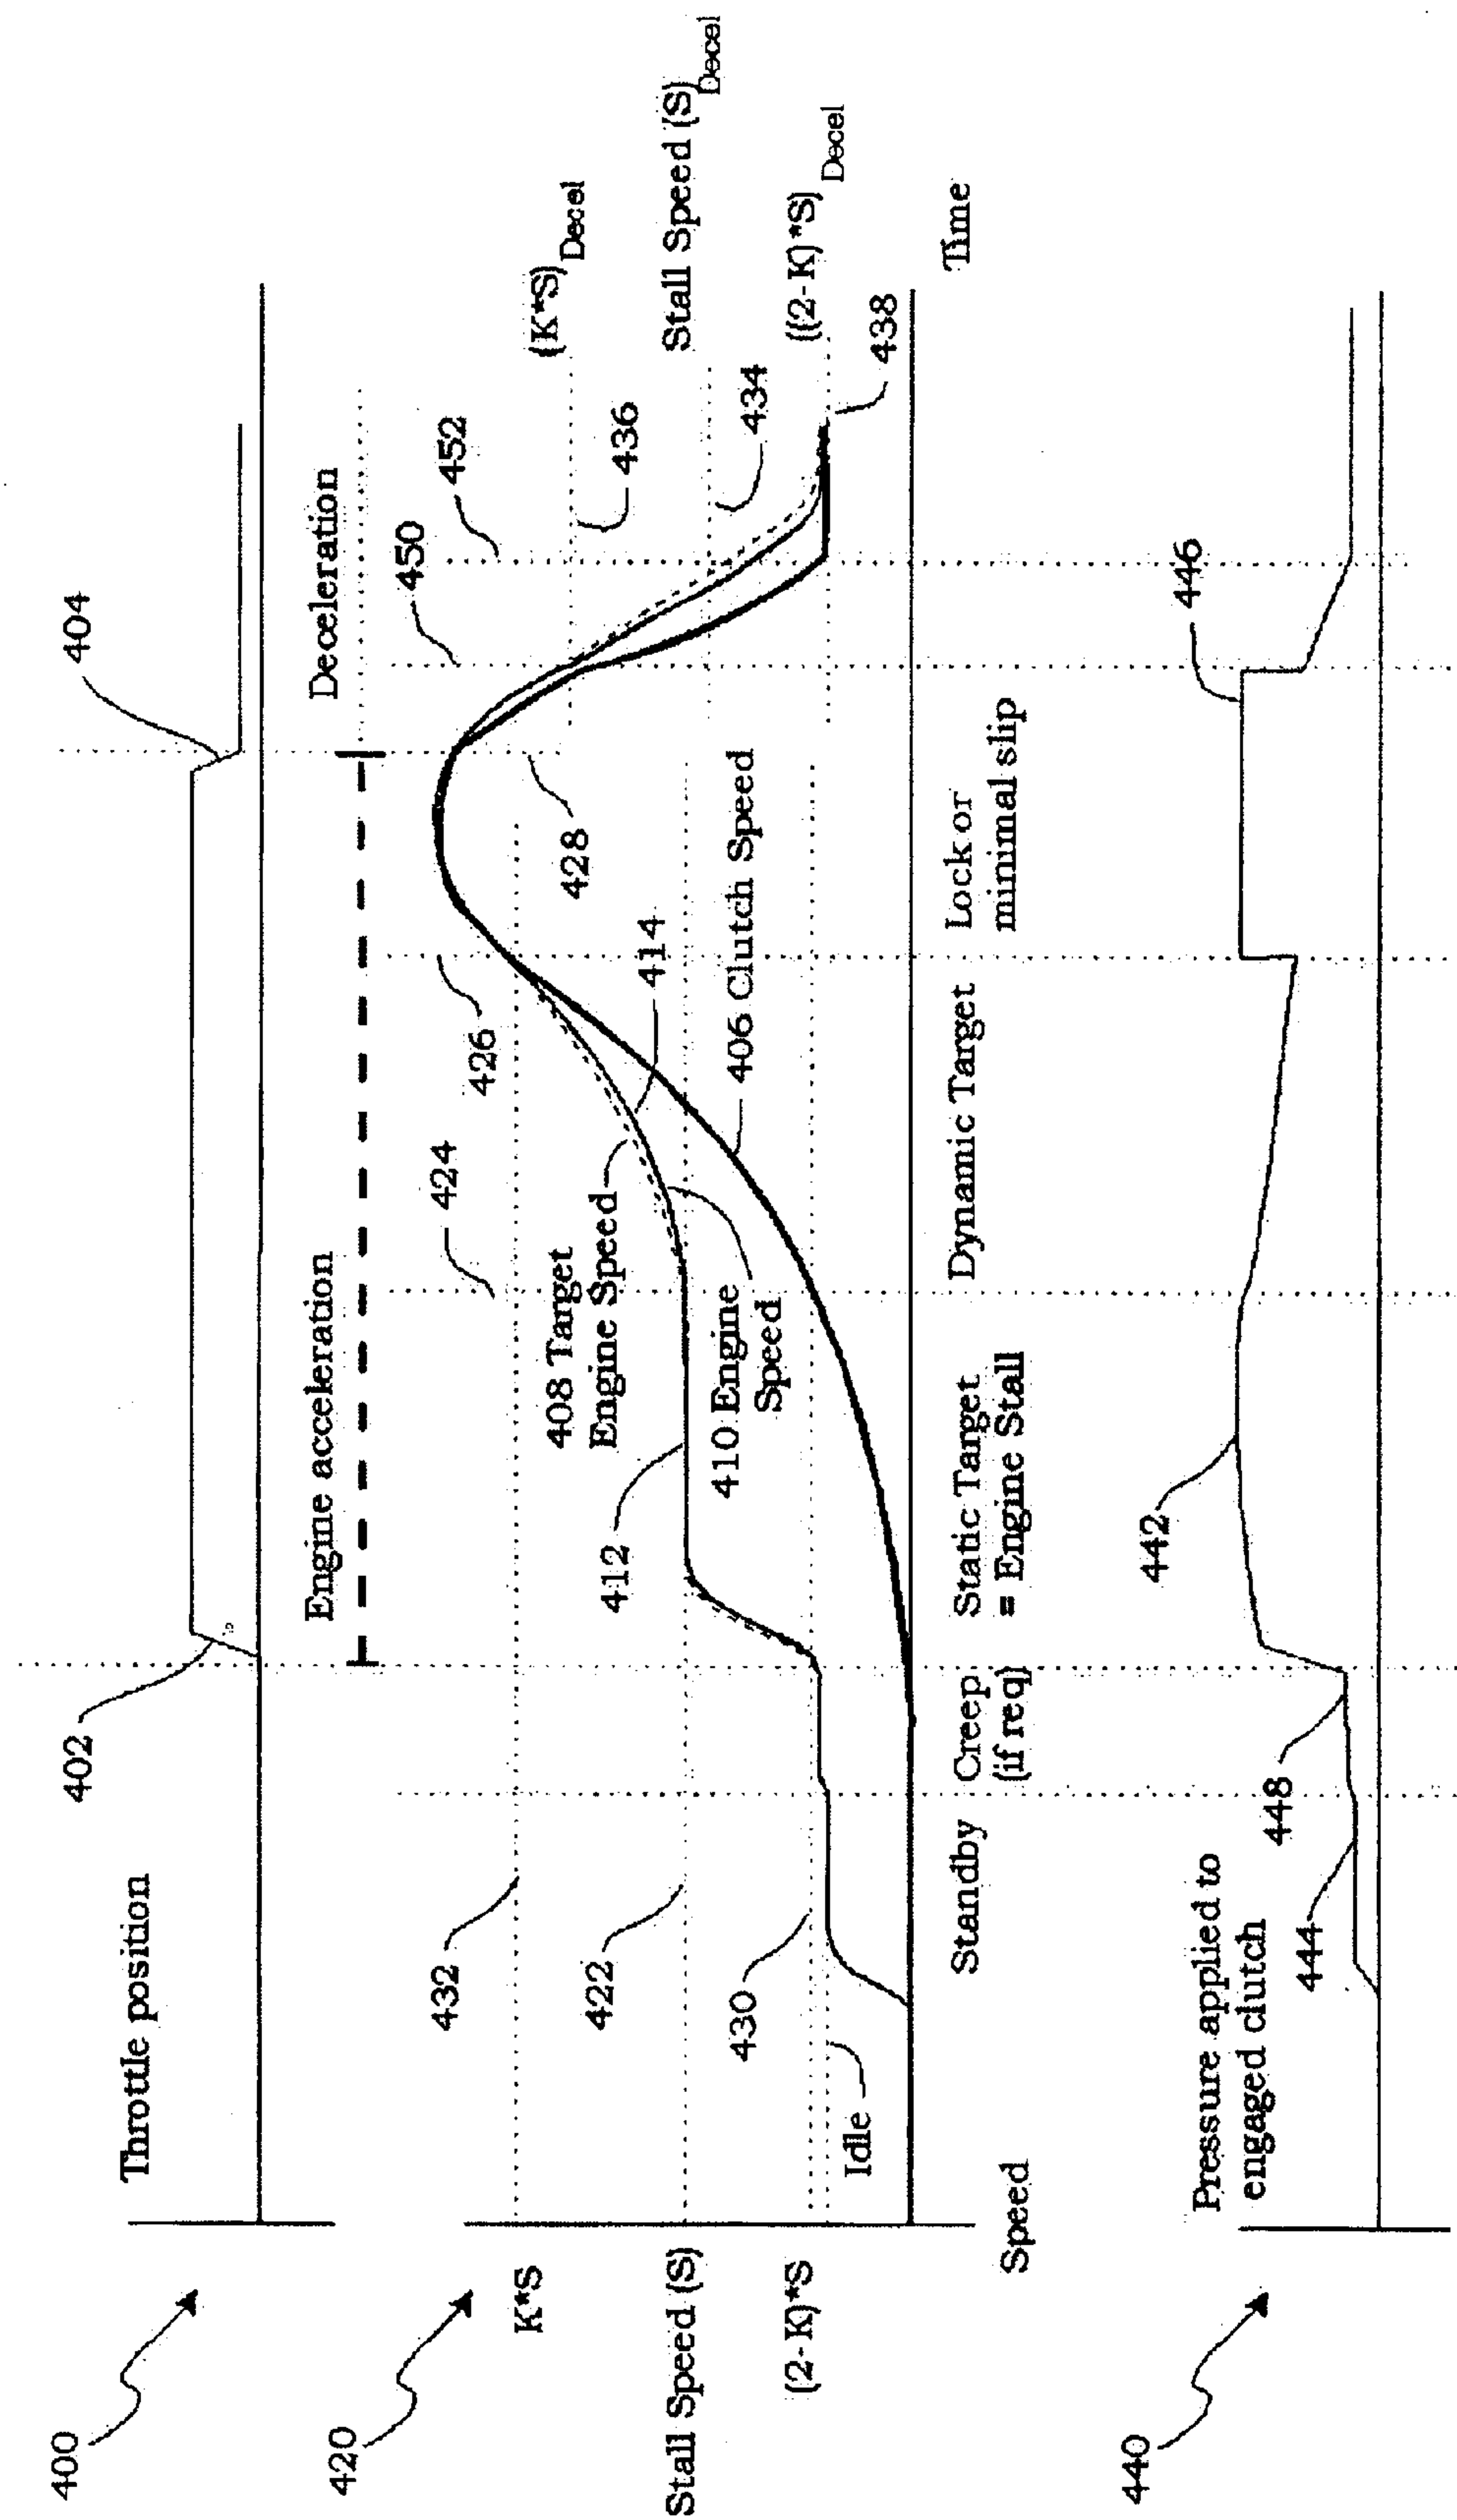 400
Throttle position
402
404
Engine acceleration
Deceleration
420
K*S
Stall Speed (S)
(2-K)*S
Speed
Idle
432
422
430
412
408 Target
Engine Speed
410 Engine
Speed
424
426
414
406 Clutch Speed
428
450
452
436
434
438
(K*S) Decel
Stall Speed (S) Decel
((2-K)*S) Decel
Time
Standby
Creep
(if req)
Static Target
= Engine Stall
Dynamic Target
Lock or
minimal slip
440
Pressure applied to
engaged clutch
444
448
442
446